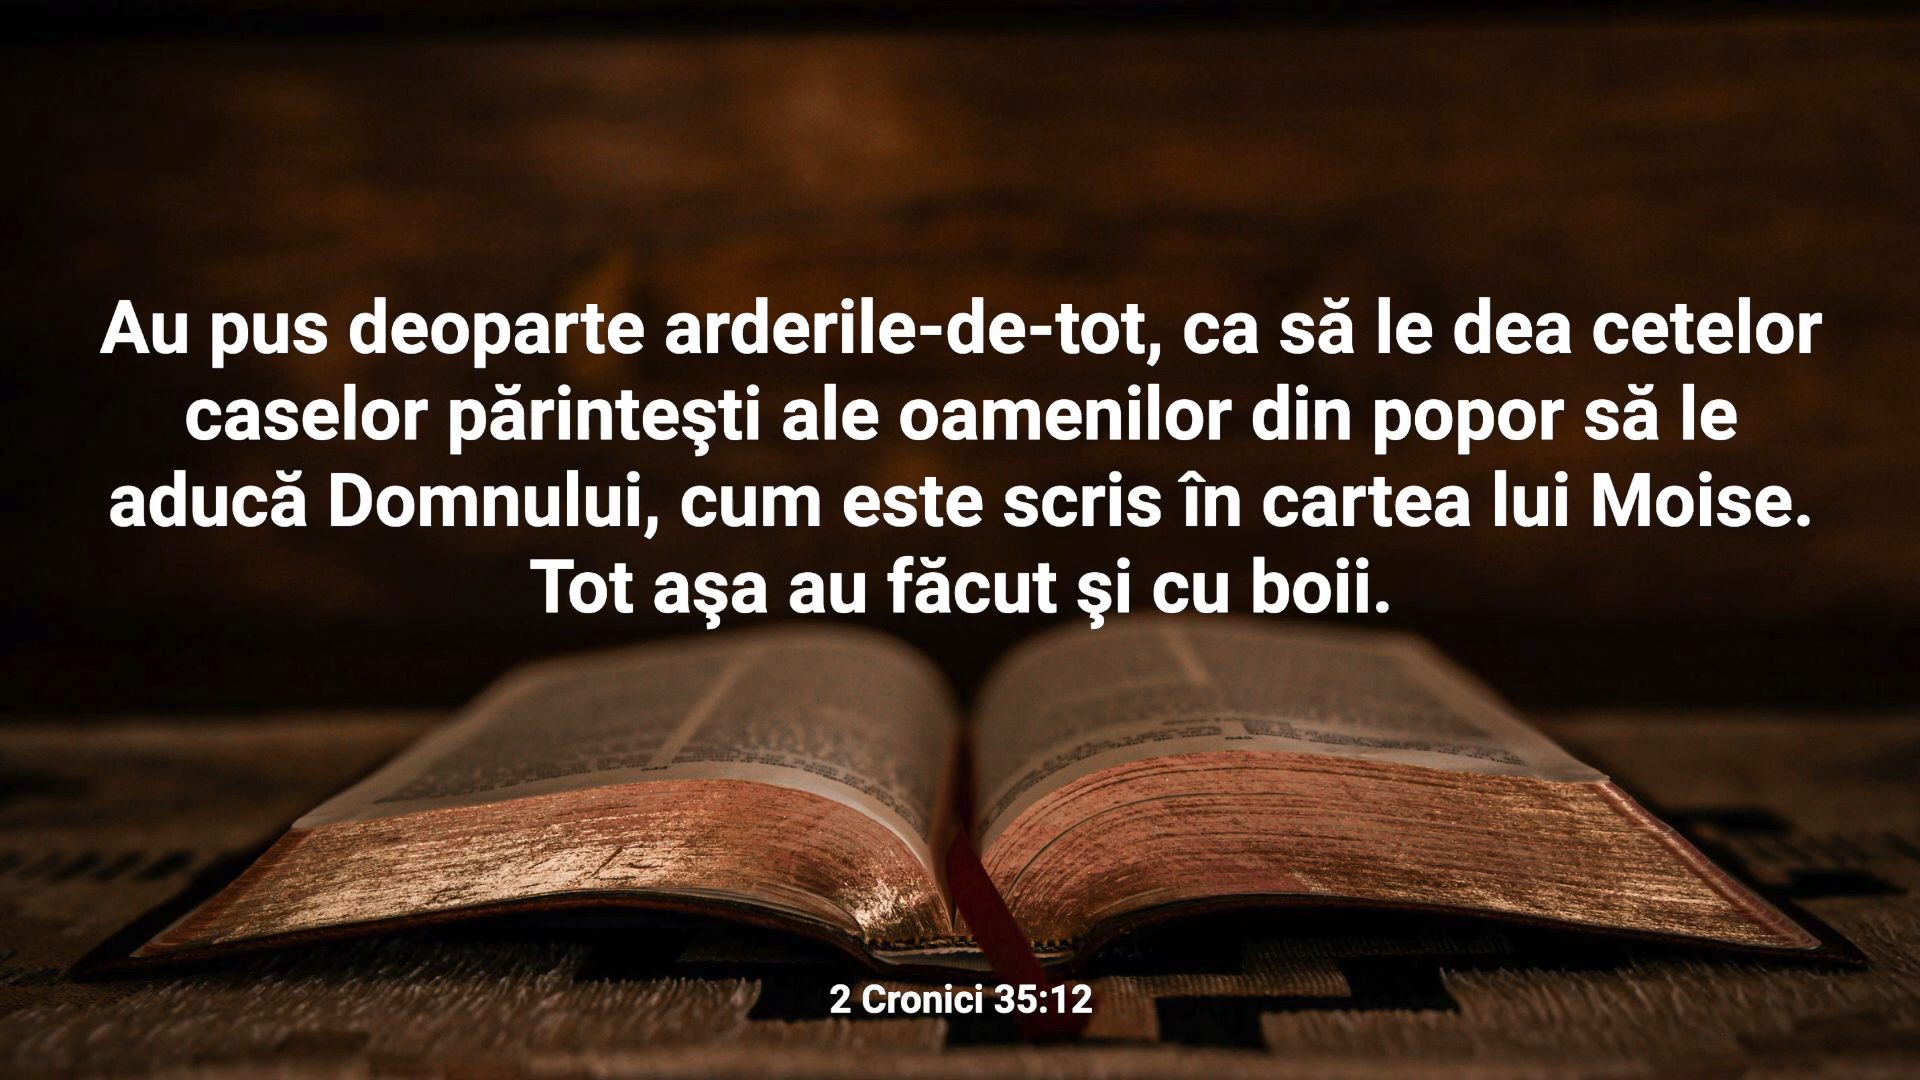 Au pus deoparte arderile-de-tot, ca să le dea cetelor
caselor părinteşti ale oamenilor din popor să le
aducă Domnului, cum este scris în cartea lui Moise.
Tot aşa au făcut şi cu boii.
2 Cronici 35:12